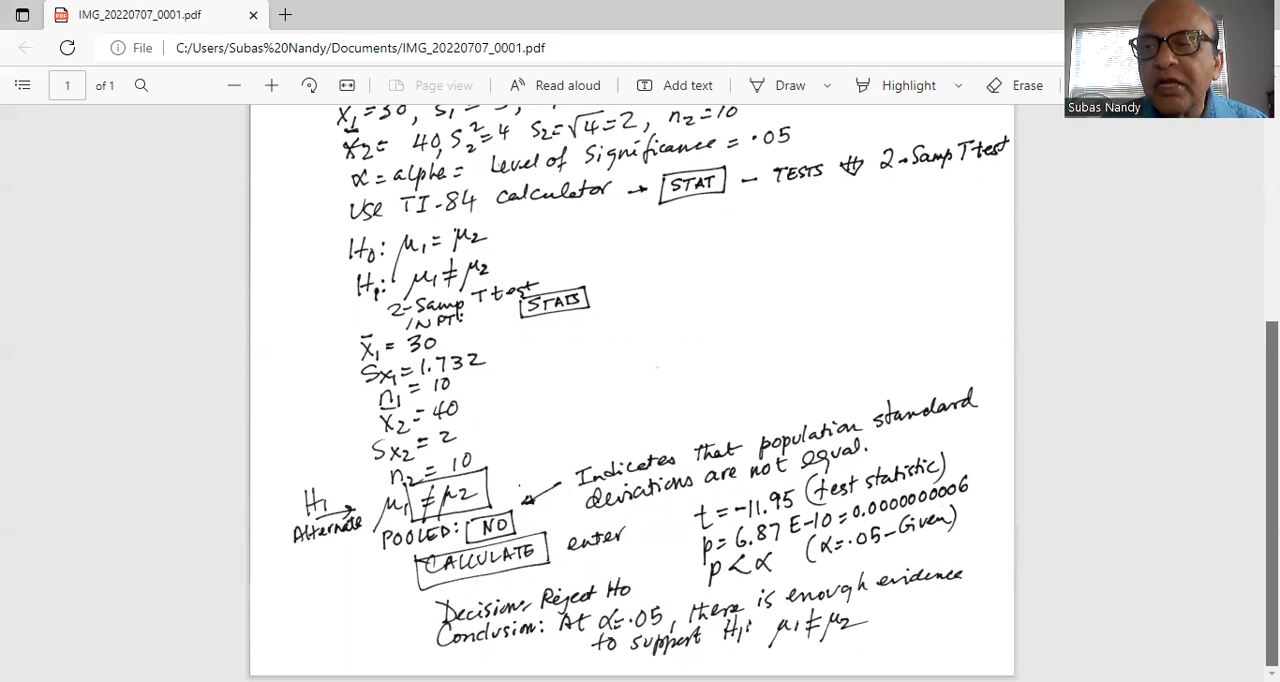 IMG_20220707_0001.pdf
File C:/Users/Subas%20Nandy/Documents/IMG_20220707_0001.pdf
1 of 1 Page view Read aloud Add text Draw Highlight Erase
Subas Nandy
X1 = 30, S1
x̄2 = 40, S2² = 4 S2 = √4 = 2, n2 = 10
α = alpha = Level of Significance = .05
Use TI-84 calculator → STAT – TESTS 2-Samp T test
H0: μ1 = μ2
H1: μ1 ≠ μ2
2-Samp T test STATS
INPT:
x̄1 = 30
Sx1 = 1.732
n1 = 10
x̄2 = 40
Sx2 = 2
n2 = 10
H1 → μ1 ≠ μ2
Alternate
POOLED: NO
Indicates that population standard
deviations are not equal.
CALCULATE enter
t = -11.95 (test statistic)
p = 6.87 E-10 = 0.0000000006
p < α (α = .05 - Given)
Decision, Reject Ho
Conclusion: At α = .05, there is enough evidence
to support H1: μ1 ≠ μ2